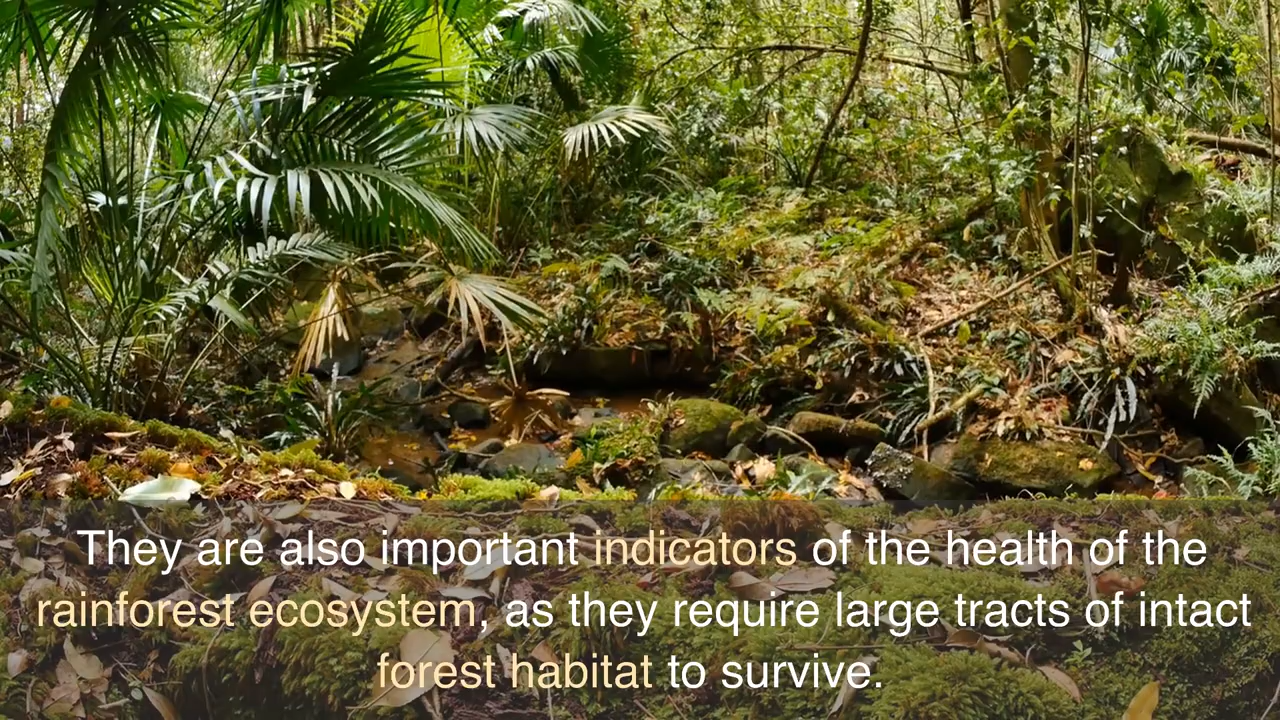 They are also important indicators of the health of the
rainforest ecosystem, as they require large tracts of intact
forest habitat to survive.